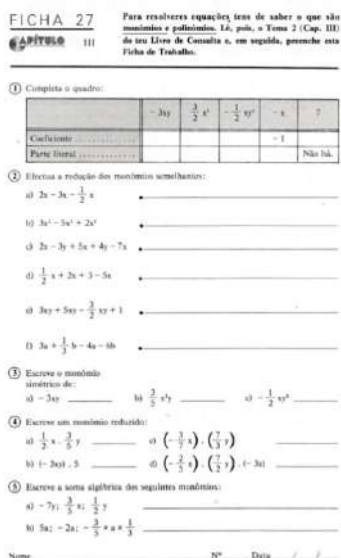 FICHA 27
CAPÍTULO III
Para resolveres equações tens de saber o que são
monómios e polinómios. Lê, pois, o Tema 2 (Cap. III)
do teu Livro de Consulta e, em seguida, preenche esta
Ficha de Trabalho.
① Completa o quadro:
- 3xy | 3/2 x² | - 1/2 xy² | - x | 7
Coeficiente ............ - 1
Parte literal ............ Não há.
② Efectua a redução dos monómios semelhantes:
a) 2x - 3x - 1/2 x
b) 3x² - 5x² + 2x²
c) 2x - 3y + 5x + 4y - 7x
d) 1/2 x + 2x + 3 - 5x
e) 3xy + 5xy - 3/2 xy + 1
f) 3a + 1/3 b - 4a - 6b
③ Escreve o monómio
simétrico de:
a) - 3xy b) 3/5 x²y c) - 1/2 xy²
④ Escreve um monómio reduzido:
a) 1/2 x . 3/5 y c) (- 3/7 x) . (7/3 y)
b) (- 3xy) . 5 d) (- 2/5 x) . (7/2 y) . (- 3x)
⑤ Escreve a soma algébrica dos seguintes monómios:
a) - 7y; 3/5 x; 1/2 y
b) 5a; - 2a; - 3/5 × a × 1/3
Nome Nº Data / /